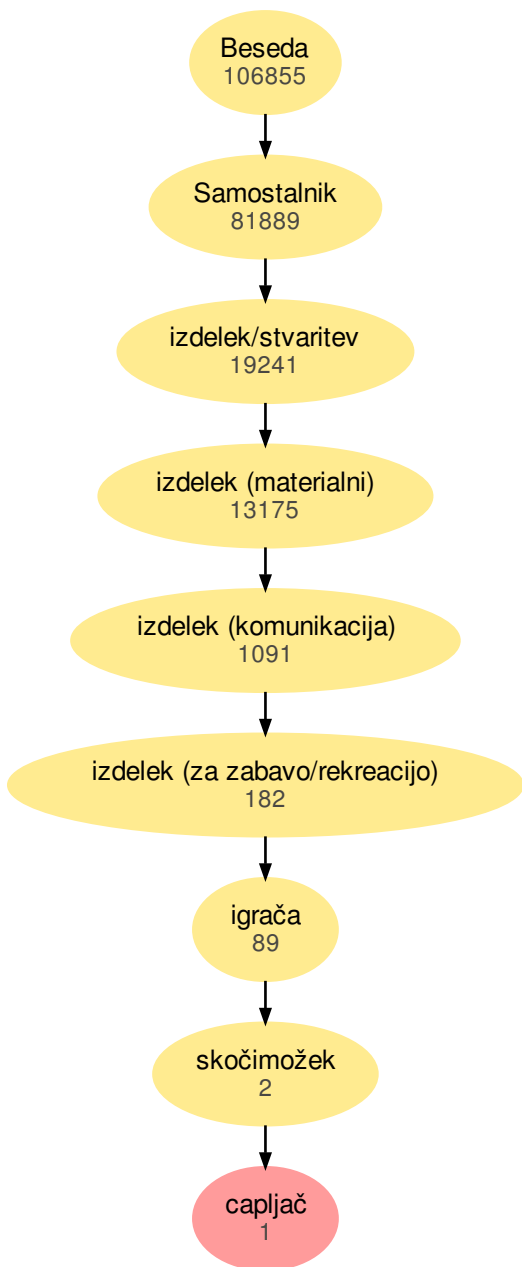 Beseda
106855
Samostalnik
81889
izdelek/stvaritev
19241
izdelek (materialni)
13175
izdelek (komunikacija)
1091
izdelek (za zabavo/rekreacijo)
182
igrača
89
skočimožek
2
capljač
1